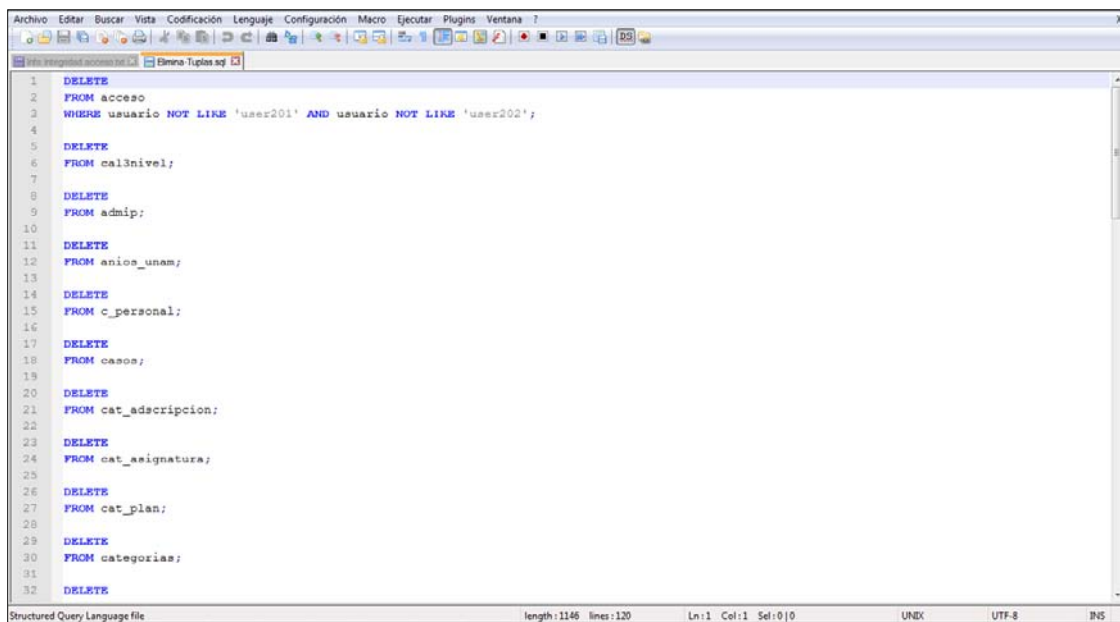 Archivo Editar Buscar Vista Codificación Lenguaje Configuración Macro Ejecutar Plugins Ventana ?
info integridad acceso.txt Elimina-Tuplas.sql
1 DELETE
2 FROM acceso
3 WHERE usuario NOT LIKE 'user201' AND usuario NOT LIKE 'user202';
4
5 DELETE
6 FROM cal3nivel;
7
8 DELETE
9 FROM admip;
10
11 DELETE
12 FROM anios_unam;
13
14 DELETE
15 FROM c_personal;
16
17 DELETE
18 FROM casos;
19
20 DELETE
21 FROM cat_adscripcion;
22
23 DELETE
24 FROM cat_asignatura;
25
26 DELETE
27 FROM cat_plan;
28
29 DELETE
30 FROM categorias;
31
32 DELETE
Structured Query Language file length : 1146 lines : 120 Ln : 1 Col : 1 Sel : 0 | 0 UNIX UTF-8 INS